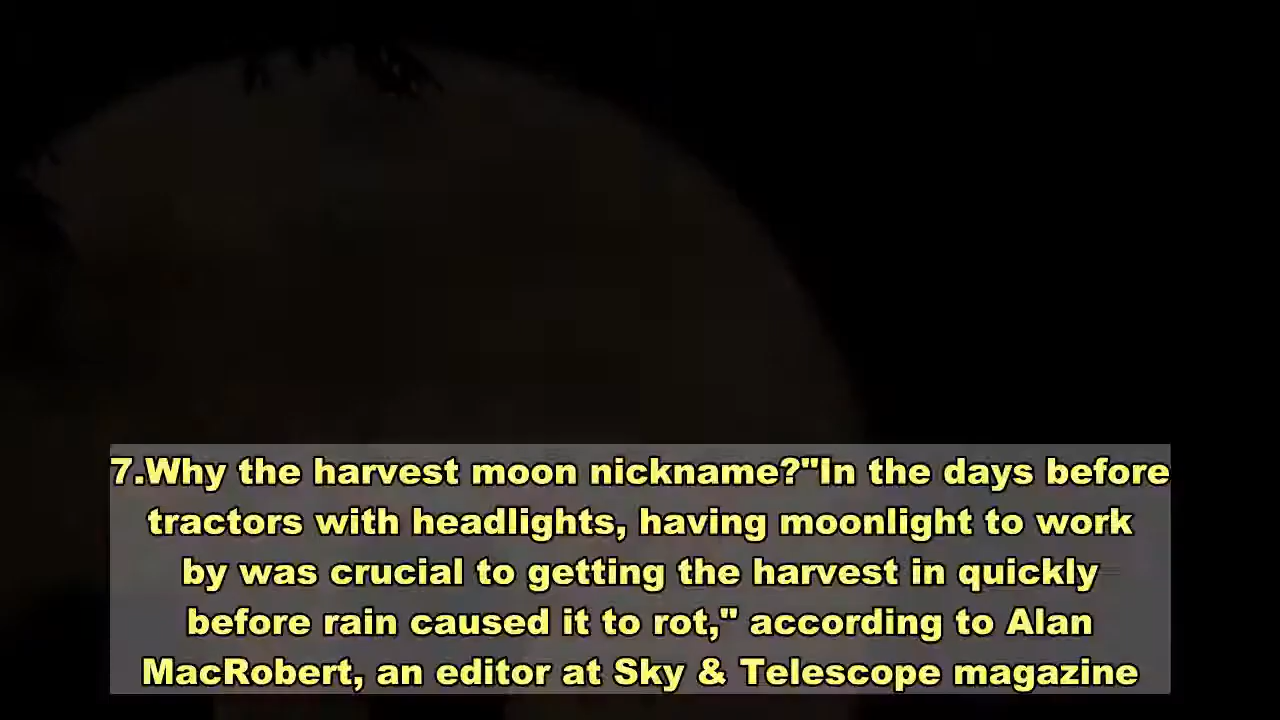 7.Why the harvest moon nickname?"In the days before
tractors with headlights, having moonlight to work
by was crucial to getting the harvest in quickly
before rain caused it to rot," according to Alan
MacRobert, an editor at Sky & Telescope magazine